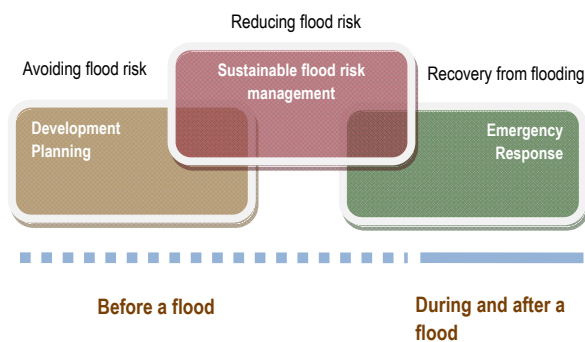 Reducing flood risk
Avoiding flood risk
Sustainable flood risk
management
Recovery from flooding
Development
Planning
Emergency
Response
Before a flood
During and after a
flood